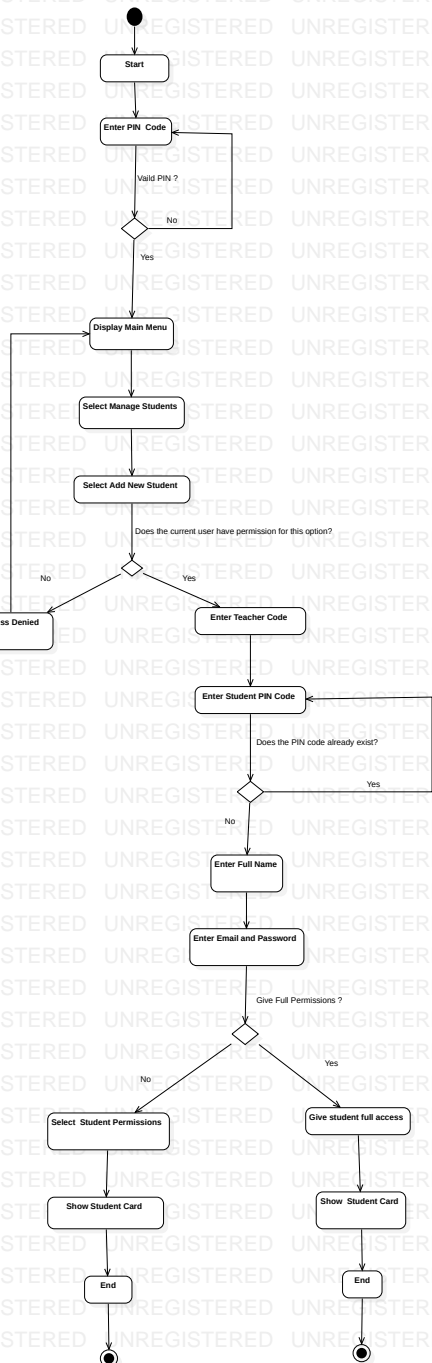 Start
Enter PIN Code
Vaild PIN ?
No
Yes
Display Main Menu
Select Manage Students
Select Add New Student
Does the current user have permission for this option?
No
Yes
ss Denied
Enter Teacher Code
Enter Student PIN Code
Does the PIN code already exist?
Yes
No
Enter Full Name
Enter Email and Password
Give Full Permissions ?
Yes
No
Select Student Permissions
Give student full access
Show Student Card
Show Student Card
End
End
UNREGISTERED